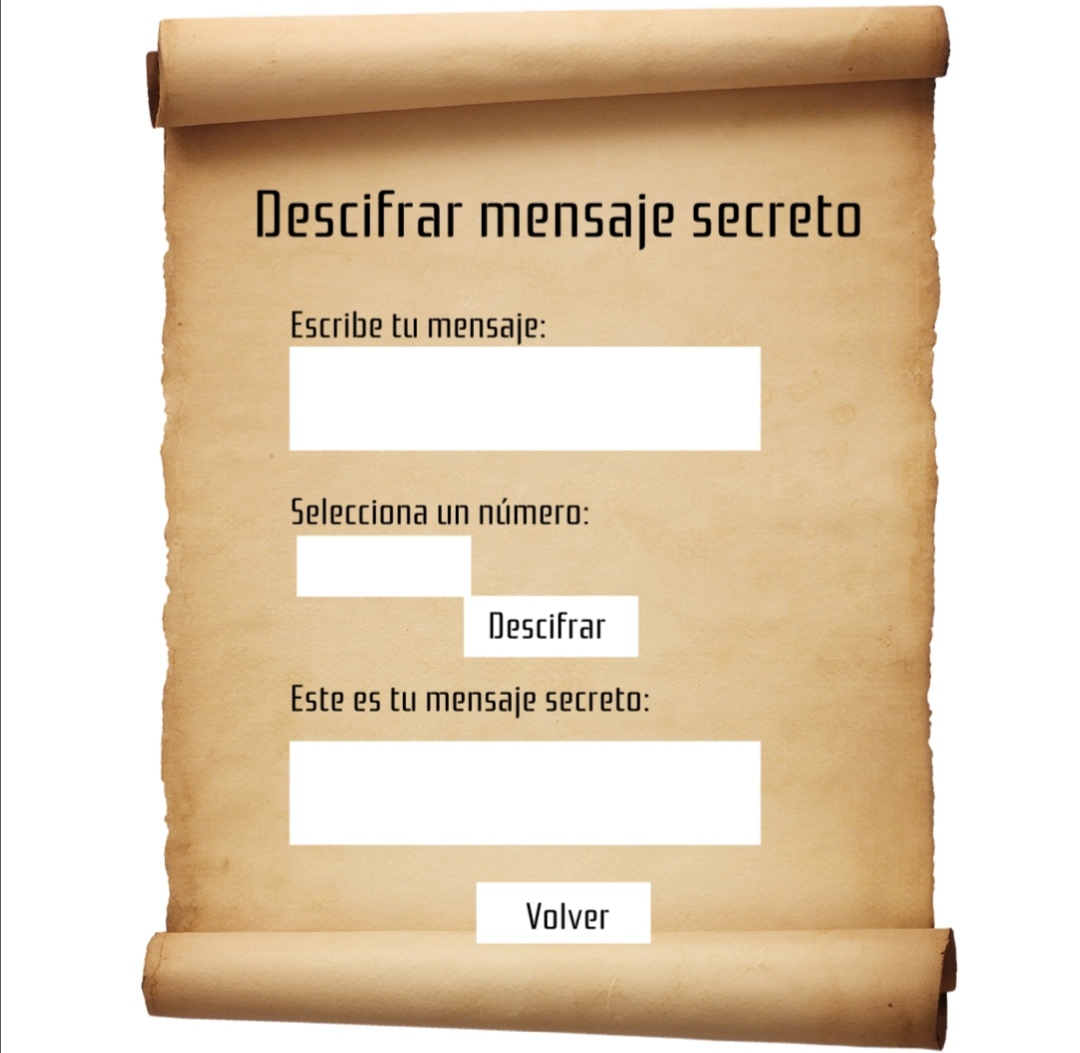 Descifrar mensaje secreto
Escribe tu mensaje:
Selecciona un número:
Descifrar
Este es tu mensaje secreto:
Volver